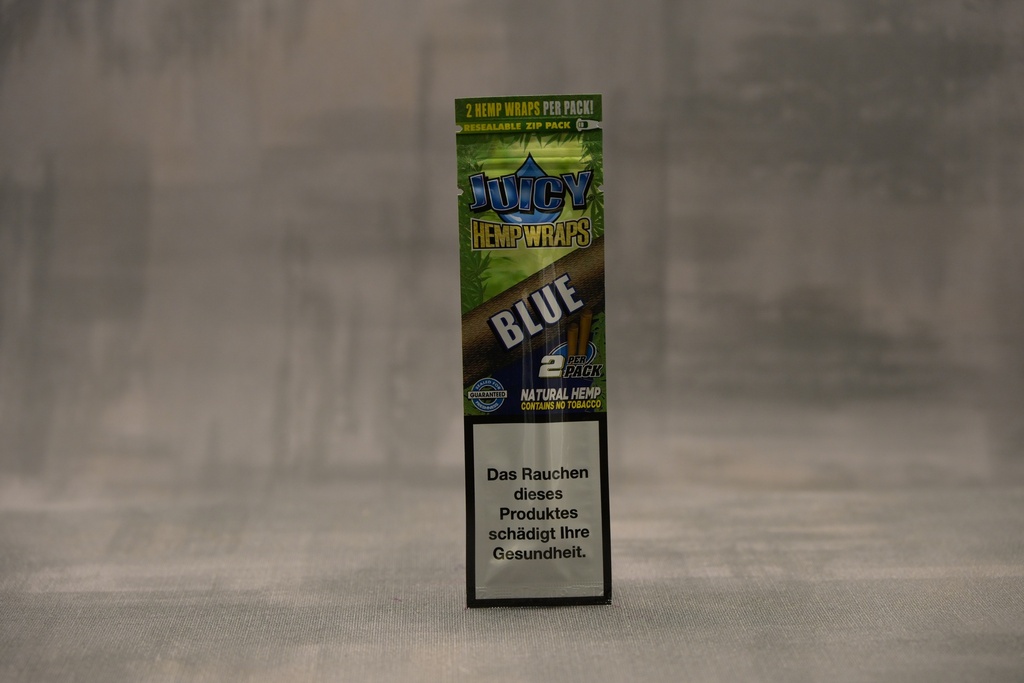 2 HEMP WRAPS PER PACK!
RESEALABLE ZIP PACK
JUICY
HEMP WRAPS
BLUE
2 PER
PACK
GUARANTEED
NATURAL HEMP
CONTAINS NO TOBACCO
Das Rauchen
dieses
Produktes
schädigt Ihre
Gesundheit.